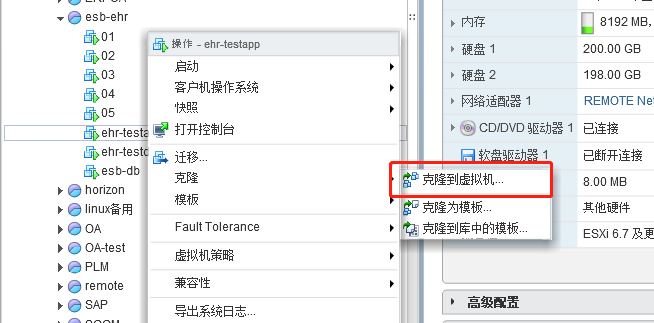 esb-ehr
01
02
03
04
05
ehr-testa
ehr-testd
esb-db
horizon
linux备用
OA
OA-test
PLM
remote
SAP
操作 - ehr-testapp
启动
客户机操作系统
快照
打开控制台
迁移...
克隆
模板
Fault Tolerance
虚拟机策略
兼容性
导出系统日志...
克隆到虚拟机...
克隆为模板...
克隆到库中的模板...
内存
8192 MB,
硬盘 1
200.00 GB
硬盘 2
198.00 GB
网络适配器 1
REMOTE Net
CD/DVD 驱动器 1
已连接
软盘驱动器 1
已断开连接
8.00 MB
其他硬件
ESXi 6.7 及更
高级配置